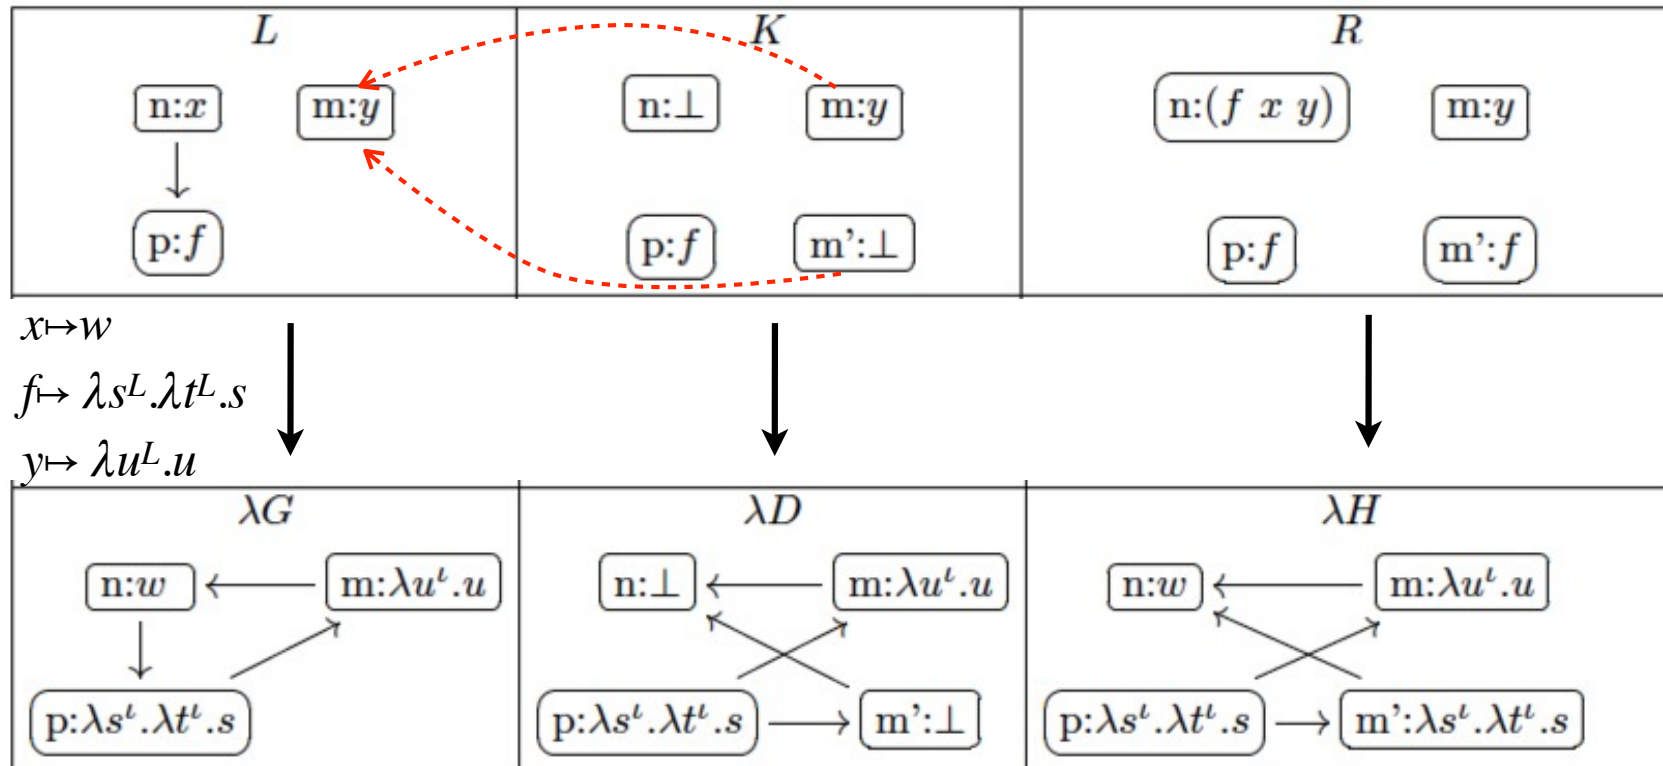 L K R
n:x m:y n:⊥ m:y n:(f x y) m:y
p:f p:f m':⊥ p:f m':f
x↦w
f↦ λs^L.λt^L.s
y↦ λu^L.u
λG λD λH
n:w m:λu^ι.u n:⊥ m:λu^ι.u n:w m:λu^ι.u
p:λs^ι.λt^ι.s p:λs^ι.λt^ι.s m':⊥ p:λs^ι.λt^ι.s m':λs^ι.λt^ι.s